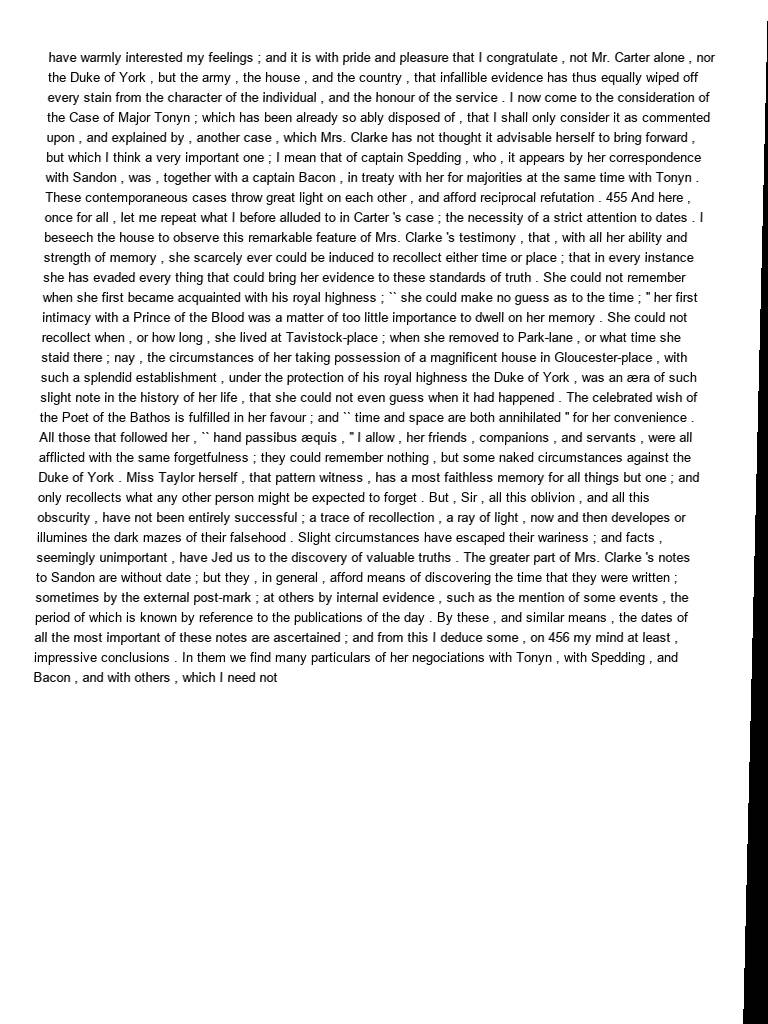 have warmly interested my feelings ; and it is with pride and pleasure that I congratulate , not Mr. Carter alone , nor
the Duke of York , but the army , the house , and the country , that infallible evidence has thus equally wiped off
every stain from the character of the individual , and the honour of the service . I now come to the consideration of
the Case of Major Tonyn ; which has been already so ably disposed of , that I shall only consider it as commented
upon , and explained by , another case , which Mrs. Clarke has not thought it advisable herself to bring forward ,
but which I think a very important one ; I mean that of captain Spedding , who , it appears by her correspondence
with Sandon , was , together with a captain Bacon , in treaty with her for majorities at the same time with Tonyn .
These contemporaneous cases throw great light on each other , and afford reciprocal refutation . 455 And here ,
once for all , let me repeat what I before alluded to in Carter 's case ; the necessity of a strict attention to dates . I
beseech the house to observe this remarkable feature of Mrs. Clarke 's testimony , that , with all her ability and
strength of memory , she scarcely ever could be induced to recollect either time or place ; that in every instance
she has evaded every thing that could bring her evidence to these standards of truth . She could not remember
when she first became acquainted with his royal highness ; `` she could make no guess as to the time ; '' her first
intimacy with a Prince of the Blood was a matter of too little importance to dwell on her memory . She could not
recollect when , or how long , she lived at Tavistock-place ; when she removed to Park-lane , or what time she
staid there ; nay , the circumstances of her taking possession of a magnificent house in Gloucester-place , with
such a splendid establishment , under the protection of his royal highness the Duke of York , was an æra of such
slight note in the history of her life , that she could not even guess when it had happened . The celebrated wish of
the Poet of the Bathos is fulfilled in her favour ; and `` time and space are both annihilated '' for her convenience .
All those that followed her , `` hand passibus æquis , '' I allow , her friends , companions , and servants , were all
afflicted with the same forgetfulness ; they could remember nothing , but some naked circumstances against the
Duke of York . Miss Taylor herself , that pattern witness , has a most faithless memory for all things but one ; and
only recollects what any other person might be expected to forget . But , Sir , all this oblivion , and all this
obscurity , have not been entirely successful ; a trace of recollection , a ray of light , now and then developes or
illumines the dark mazes of their falsehood . Slight circumstances have escaped their wariness ; and facts ,
seemingly unimportant , have Jed us to the discovery of valuable truths . The greater part of Mrs. Clarke 's notes
to Sandon are without date ; but they , in general , afford means of discovering the time that they were written ;
sometimes by the external post-mark ; at others by internal evidence , such as the mention of some events , the
period of which is known by reference to the publications of the day . By these , and similar means , the dates of
all the most important of these notes are ascertained ; and from this I deduce some , on 456 my mind at least ,
impressive conclusions . In them we find many particulars of her negociations with Tonyn , with Spedding , and
Bacon , and with others , which I need not